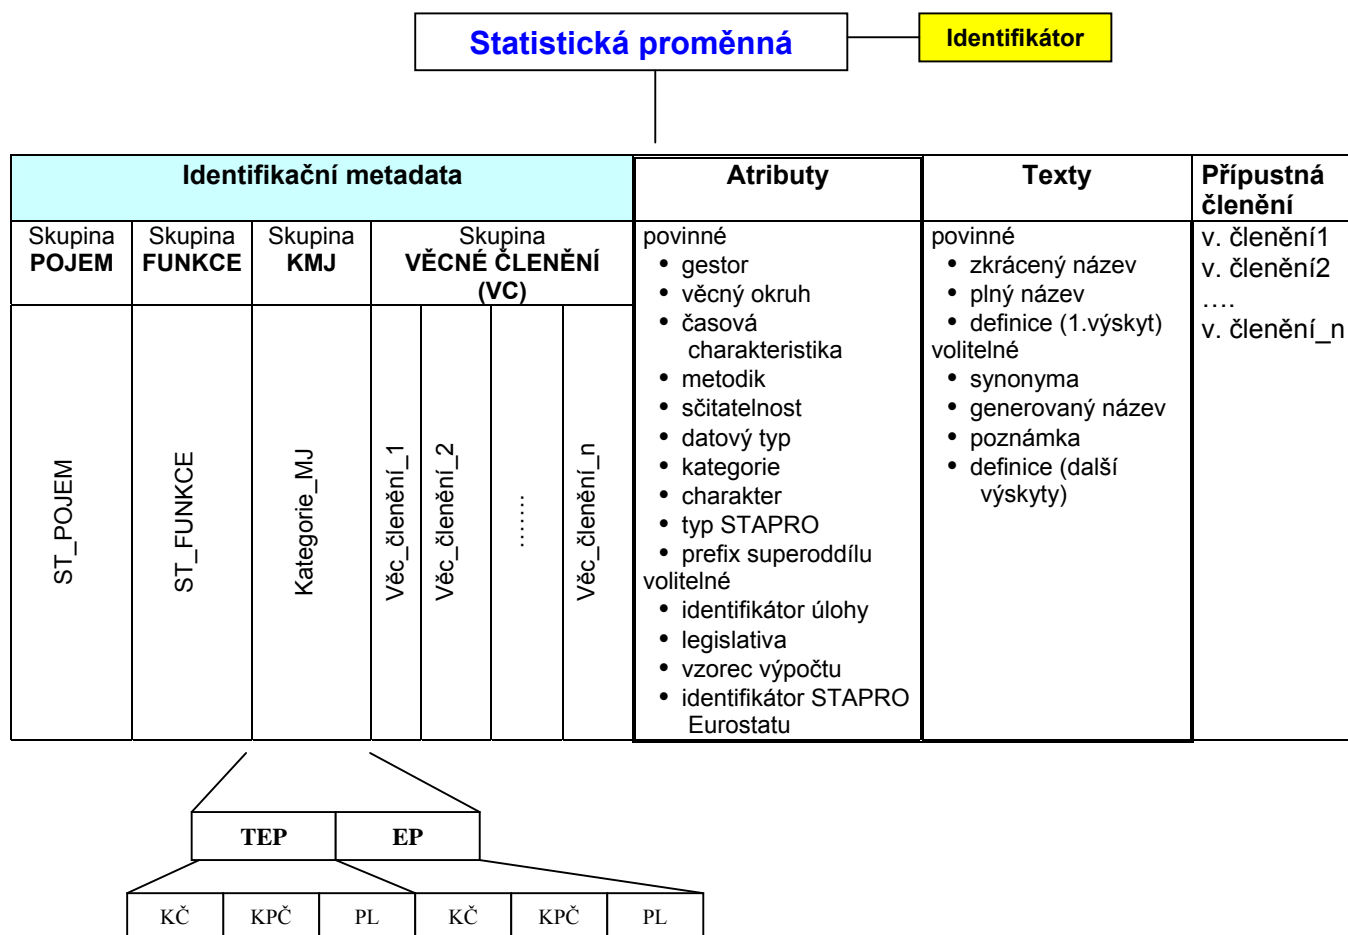 Statistická proměnná
Identifikátor
Identifikační metadata
Atributy
Texty
Přípustná
členění
Skupina
POJEM
Skupina
FUNKCE
Skupina
KMJ
Skupina
VĚCNÉ ČLENĚNÍ
(VC)
ST_POJEM
ST_FUNKCE
Kategorie_MJ
Věc_členění_1
Věc_členění_2
.......
Věc_členění_n
povinné
• gestor
• věcný okruh
• časová
charakteristika
• metodik
• sčitatelnost
• datový typ
• kategorie
• charakter
• typ STAPRO
• prefix superoddílu
volitelné
• identifikátor úlohy
• legislativa
• vzorec výpočtu
• identifikátor STAPRO
Eurostatu
povinné
• zkrácený název
• plný název
• definice (1.výskyt)
volitelné
• synonyma
• generovaný název
• poznámka
• definice (další
výskyty)
v. členění1
v. členění2
….
v. členění_n
TEP EP
KČ KPČ PL KČ KPČ PL